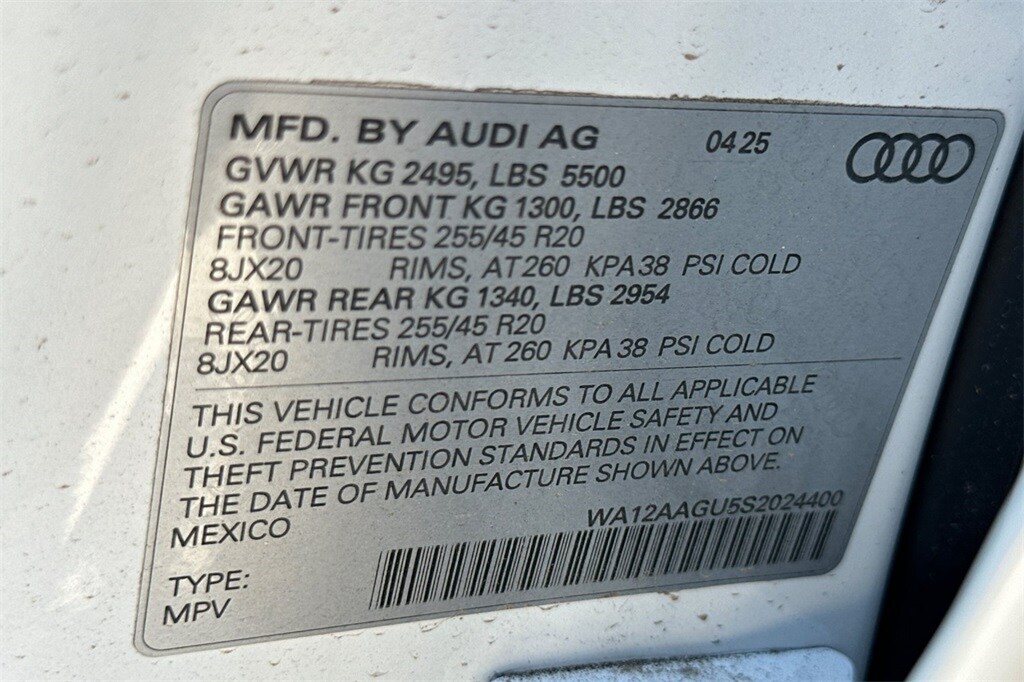 MFD. BY AUDI AG 04 25
GVWR KG 2495, LBS 5500
GAWR FRONT KG 1300, LBS 2866
FRONT-TIRES 255/45 R20
8JX20 RIMS, AT 260 KPA 38 PSI COLD
GAWR REAR KG 1340, LBS 2954
REAR-TIRES 255/45 R20
8JX20 RIMS, AT 260 KPA 38 PSI COLD
THIS VEHICLE CONFORMS TO ALL APPLICABLE
U.S. FEDERAL MOTOR VEHICLE SAFETY AND
THEFT PREVENTION STANDARDS IN EFFECT ON
THE DATE OF MANUFACTURE SHOWN ABOVE.
MEXICO WA12AAGU5S2024400
TYPE:
MPV